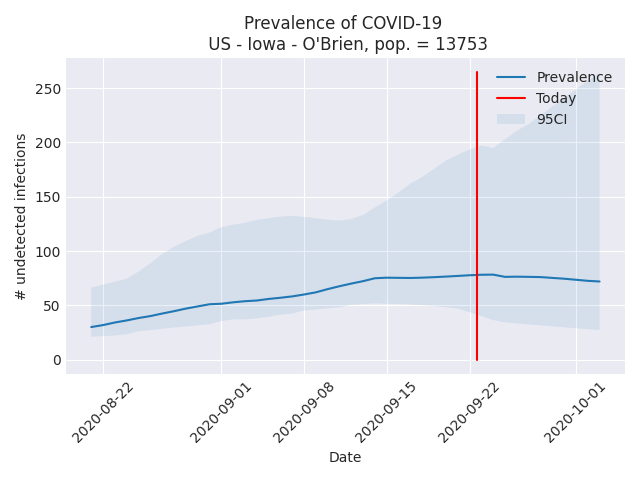 Prevalence of COVID-19
US - Iowa - O'Brien, pop. = 13753
Prevalence
Today
95CI
250
200
150
100
50
0
# undetected infections
2020-08-22
2020-09-01
2020-09-08
2020-09-15
2020-09-22
2020-10-01
Date